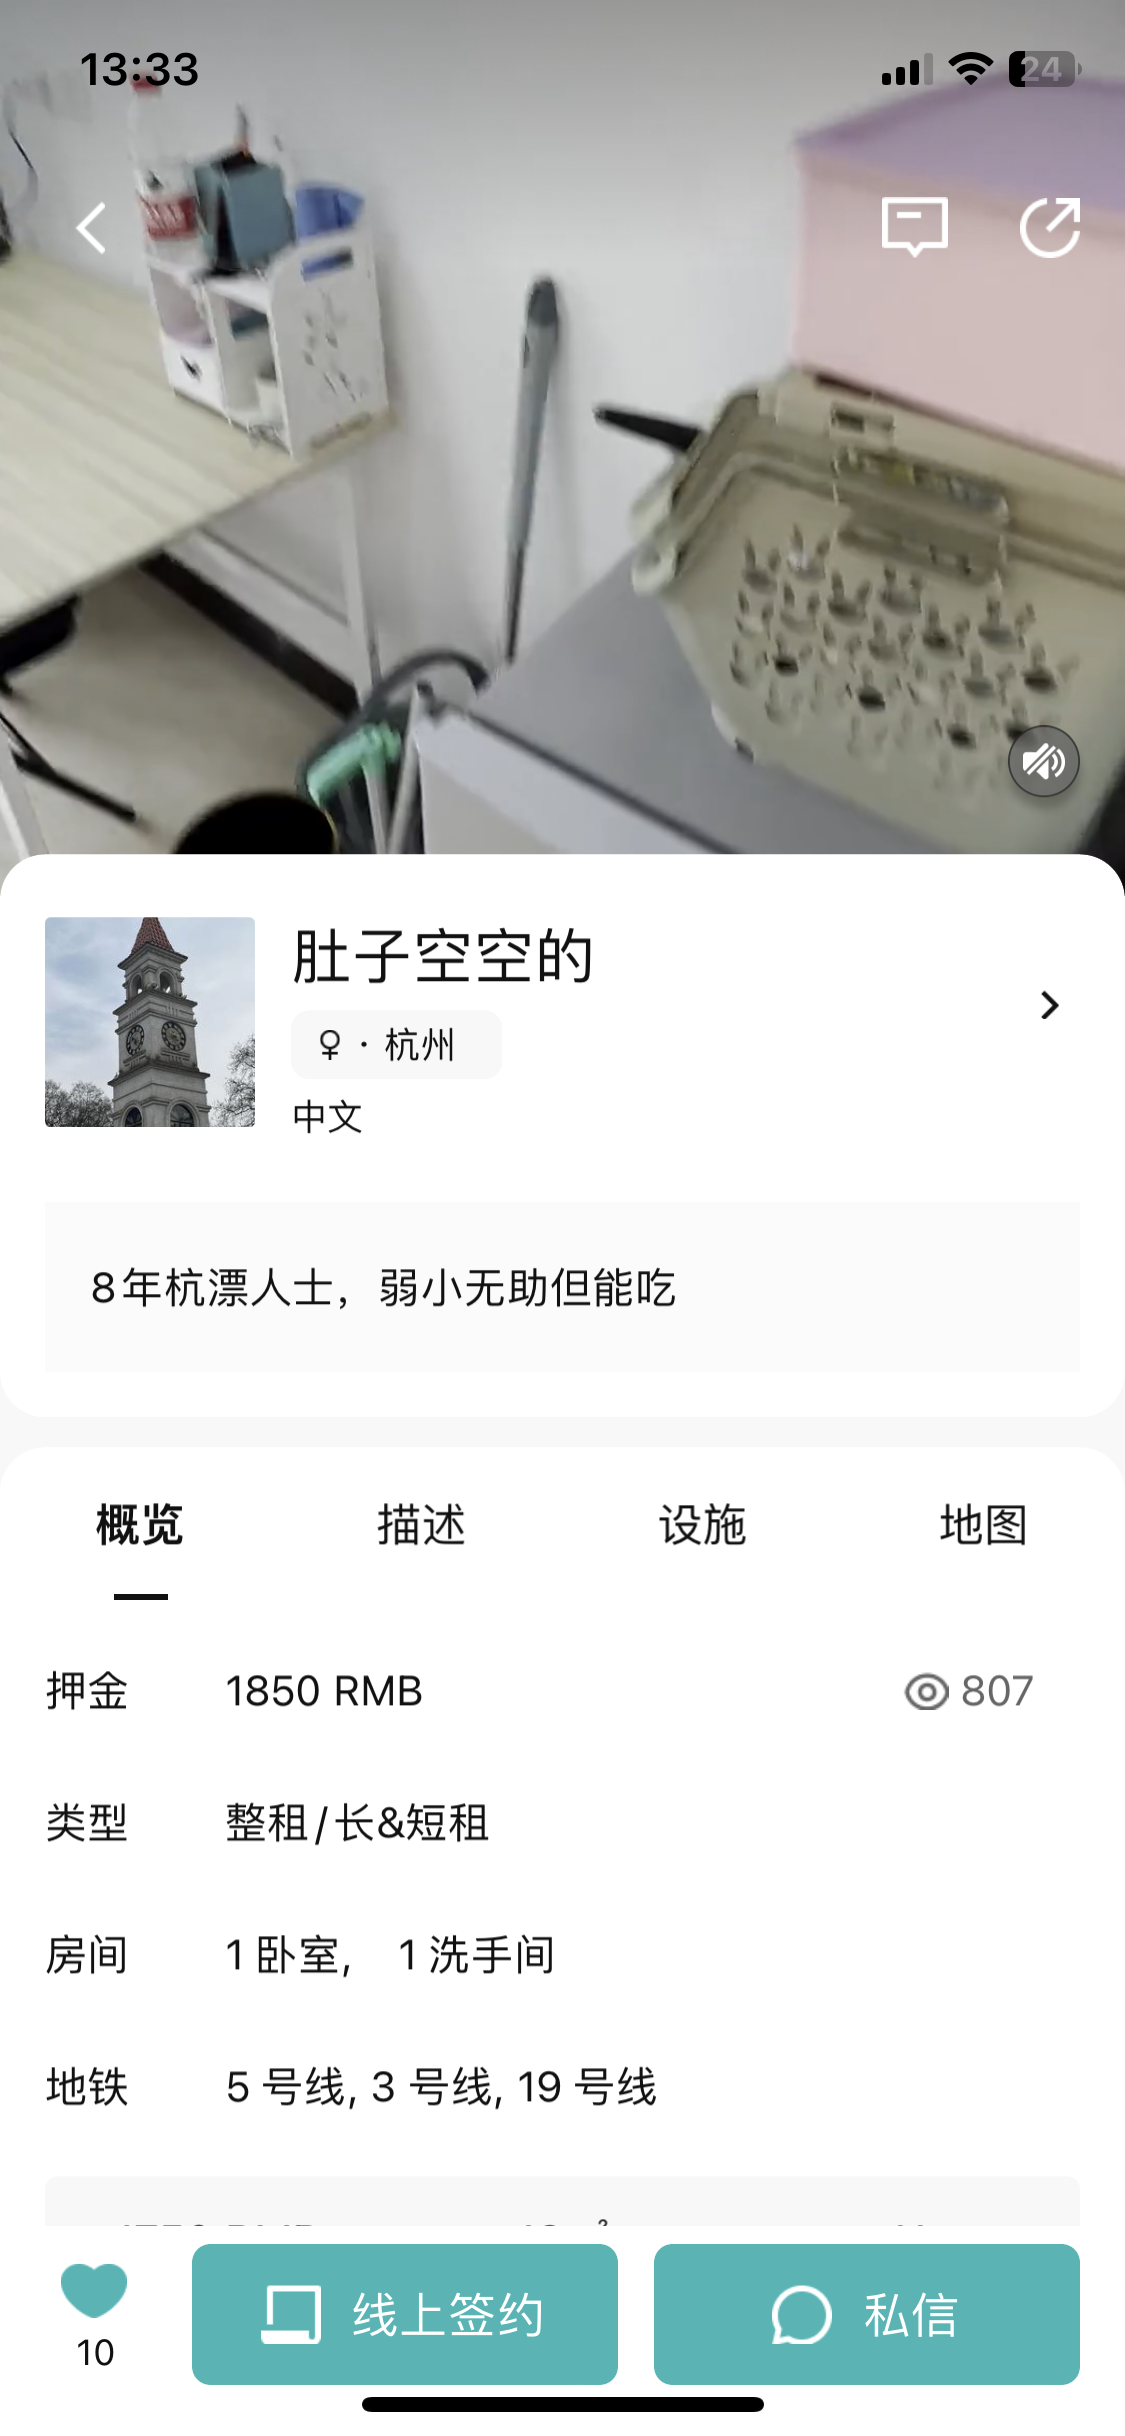 13:33
24
肚子空空的
♀ · 杭州
中文
8年杭漂人士，弱小无助但能吃
概览 描述 设施 地图
押金 1850 RMB 807
类型 整租/长&短租
房间 1 卧室， 1 洗手间
地铁 5 号线, 3 号线, 19 号线
10 线上签约 私信